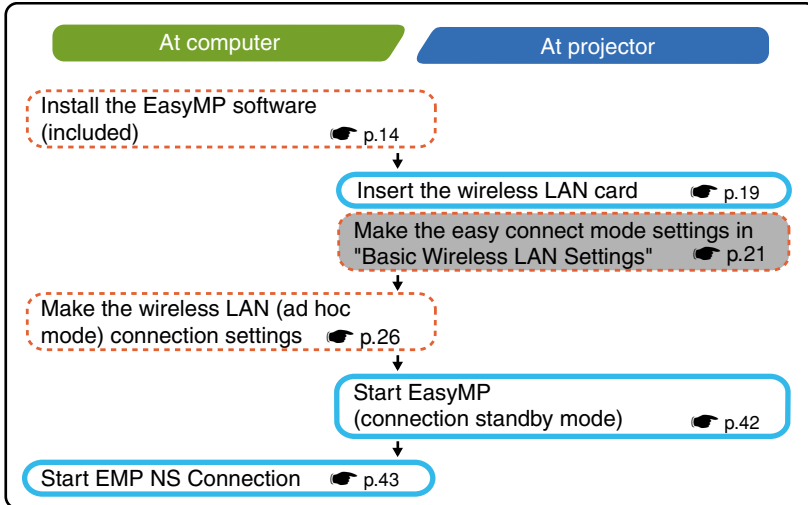 At computer
At projector
Install the EasyMP software
(included) p.14
Insert the wireless LAN card p.19
Make the easy connect mode settings in
"Basic Wireless LAN Settings" p.21
Make the wireless LAN (ad hoc
mode) connection settings p.26
Start EasyMP
(connection standby mode) p.42
Start EMP NS Connection p.43